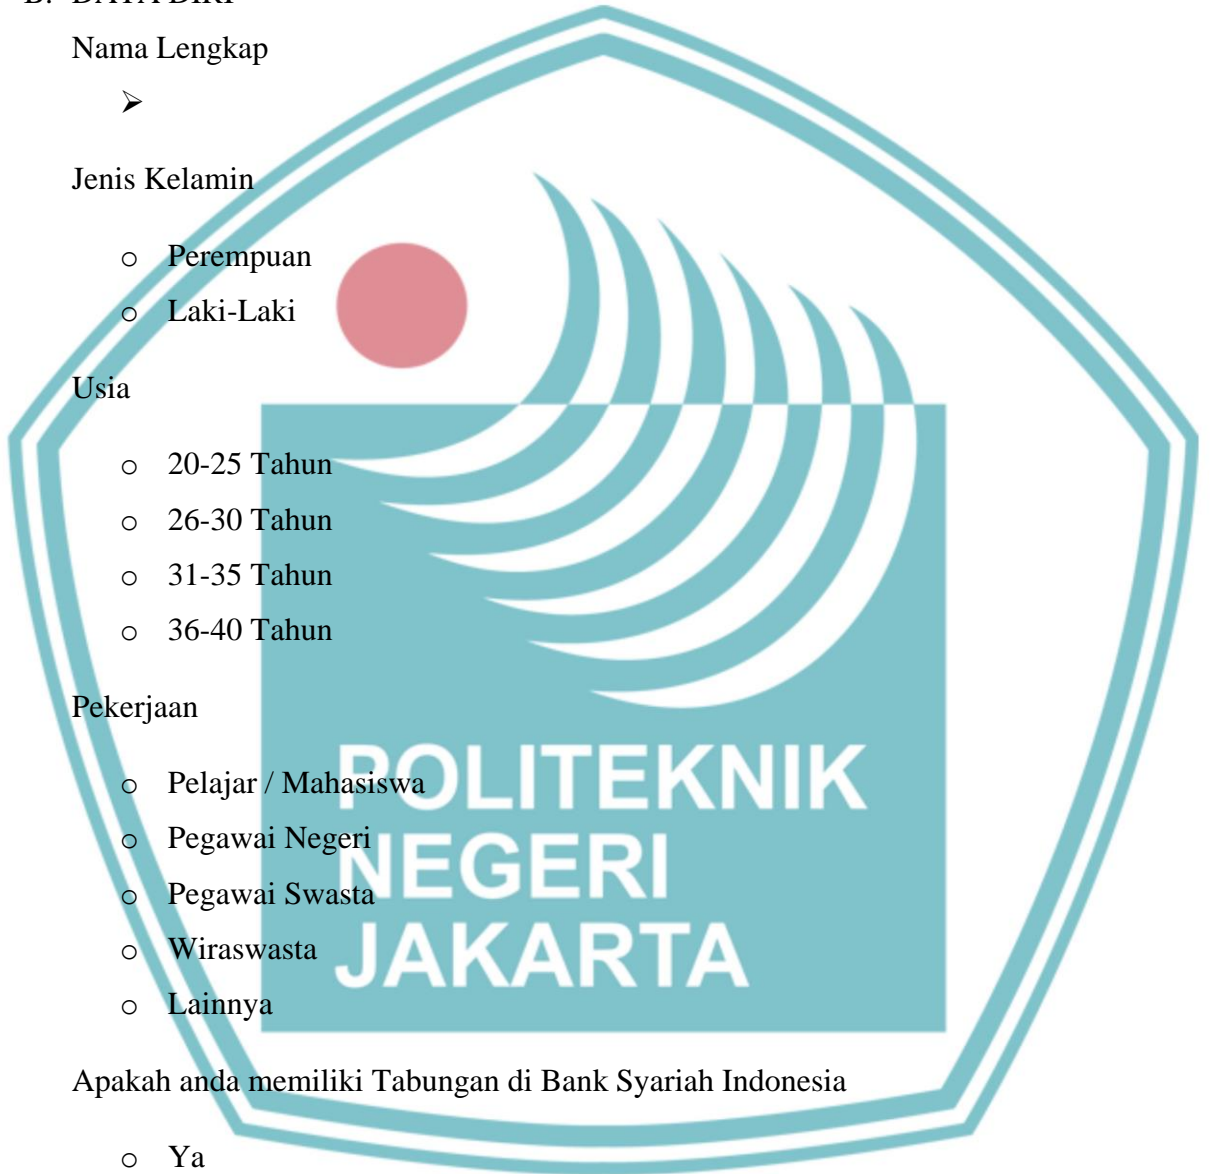 B. DATA DIRI
Nama Lengkap
➢
Jenis Kelamin
o Perempuan
o Laki-Laki
Usia
o 20-25 Tahun
o 26-30 Tahun
o 31-35 Tahun
o 36-40 Tahun
Pekerjaan
o Pelajar / Mahasiswa
o Pegawai Negeri
o Pegawai Swasta
o Wiraswasta
o Lainnya
Apakah anda memiliki Tabungan di Bank Syariah Indonesia
o Ya
POLITEKNIK
NEGERI
JAKARTA